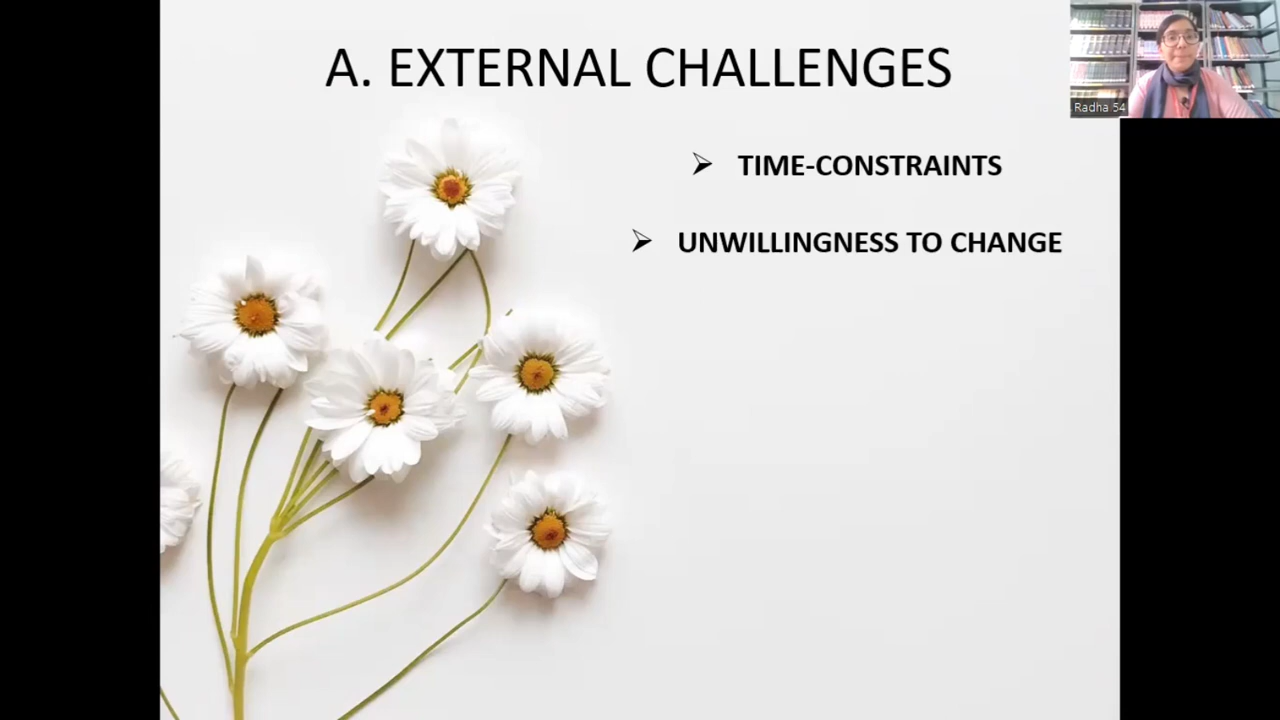 A. EXTERNAL CHALLENGES
TIME-CONSTRAINTS
UNWILLINGNESS TO CHANGE
Radha 54